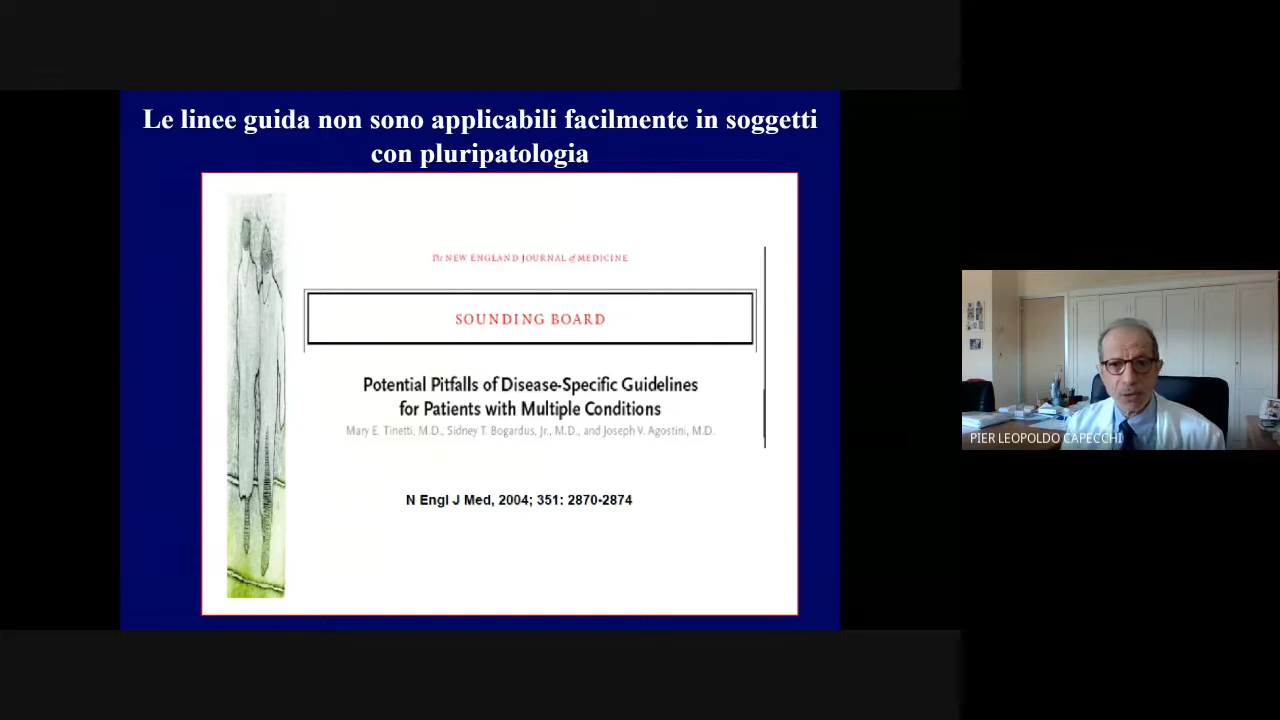 Le linee guida non sono applicabili facilmente in soggetti
con pluripatologia
The NEW ENGLAND JOURNAL of MEDICINE
SOUNDING BOARD
Potential Pitfalls of Disease-Specific Guidelines
for Patients with Multiple Conditions
Mary E. Tinetti, M.D., Sidney T. Bogardus, Jr., M.D., and Joseph V. Agostini, M.D.
N Engl J Med, 2004; 351: 2870-2874
PIER LEOPOLDO CAPECCHI